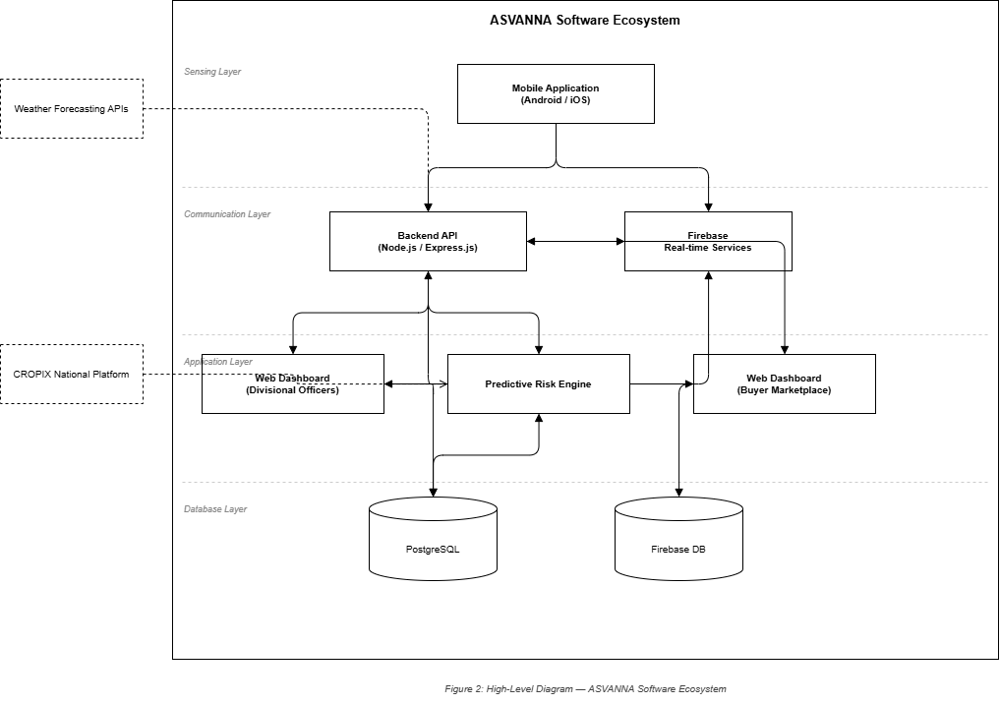 ASVANNA Software Ecosystem
Sensing Layer
Mobile Application
(Android / iOS)
Weather Forecasting APIs
Communication Layer
Backend API
(Node.js / Express.js)
Firebase
Real-time Services
Application Layer
CROPIX National Platform
Web Dashboard
(Divisional Officers)
Predictive Risk Engine
Web Dashboard
(Buyer Marketplace)
Database Layer
PostgreSQL
Firebase DB
Figure 2: High-Level Diagram — ASVANNA Software Ecosystem